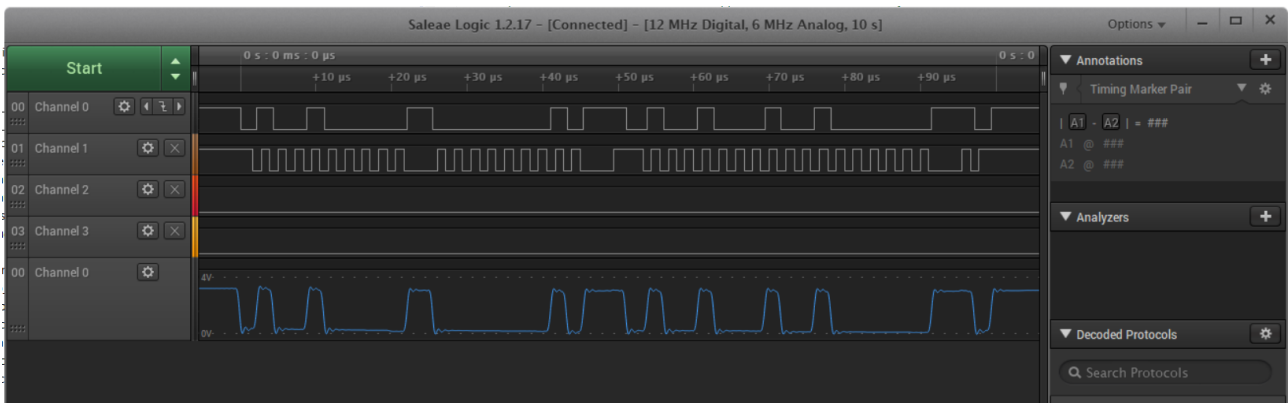 Saleae Logic 1.2.17 - [Connected] - [12 MHz Digital, 6 MHz Analog, 10 s]
Options
Start
0 s : 0 ms : 0 µs
0 s : 0
+10 µs +20 µs +30 µs +40 µs +50 µs +60 µs +70 µs +80 µs +90 µs
00 Channel 0
01 Channel 1
02 Channel 2
03 Channel 3
00 Channel 0
4V
0V
Annotations
Timing Marker Pair
| A1 - A2 | = ###
A1 @ ###
A2 @ ###
Analyzers
Decoded Protocols
Search Protocols